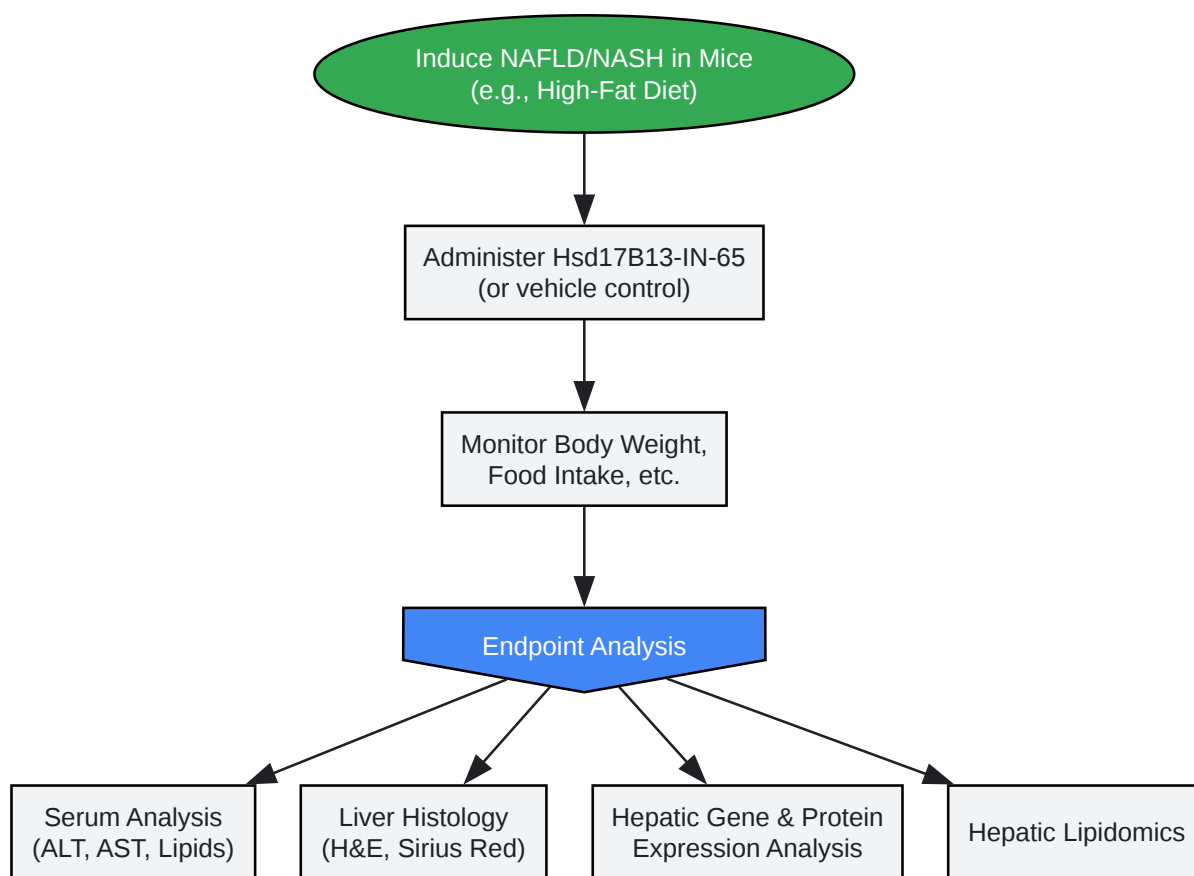 Induce NAFLD/NASH in Mice
(e.g., High-Fat Diet)
Administer Hsd17B13-IN-65
(or vehicle control)
Monitor Body Weight,
Food Intake, etc.
Endpoint Analysis
Serum Analysis
(ALT, AST, Lipids)
Liver Histology
(H&E, Sirius Red)
Hepatic Gene & Protein
Expression Analysis
Hepatic Lipidomics